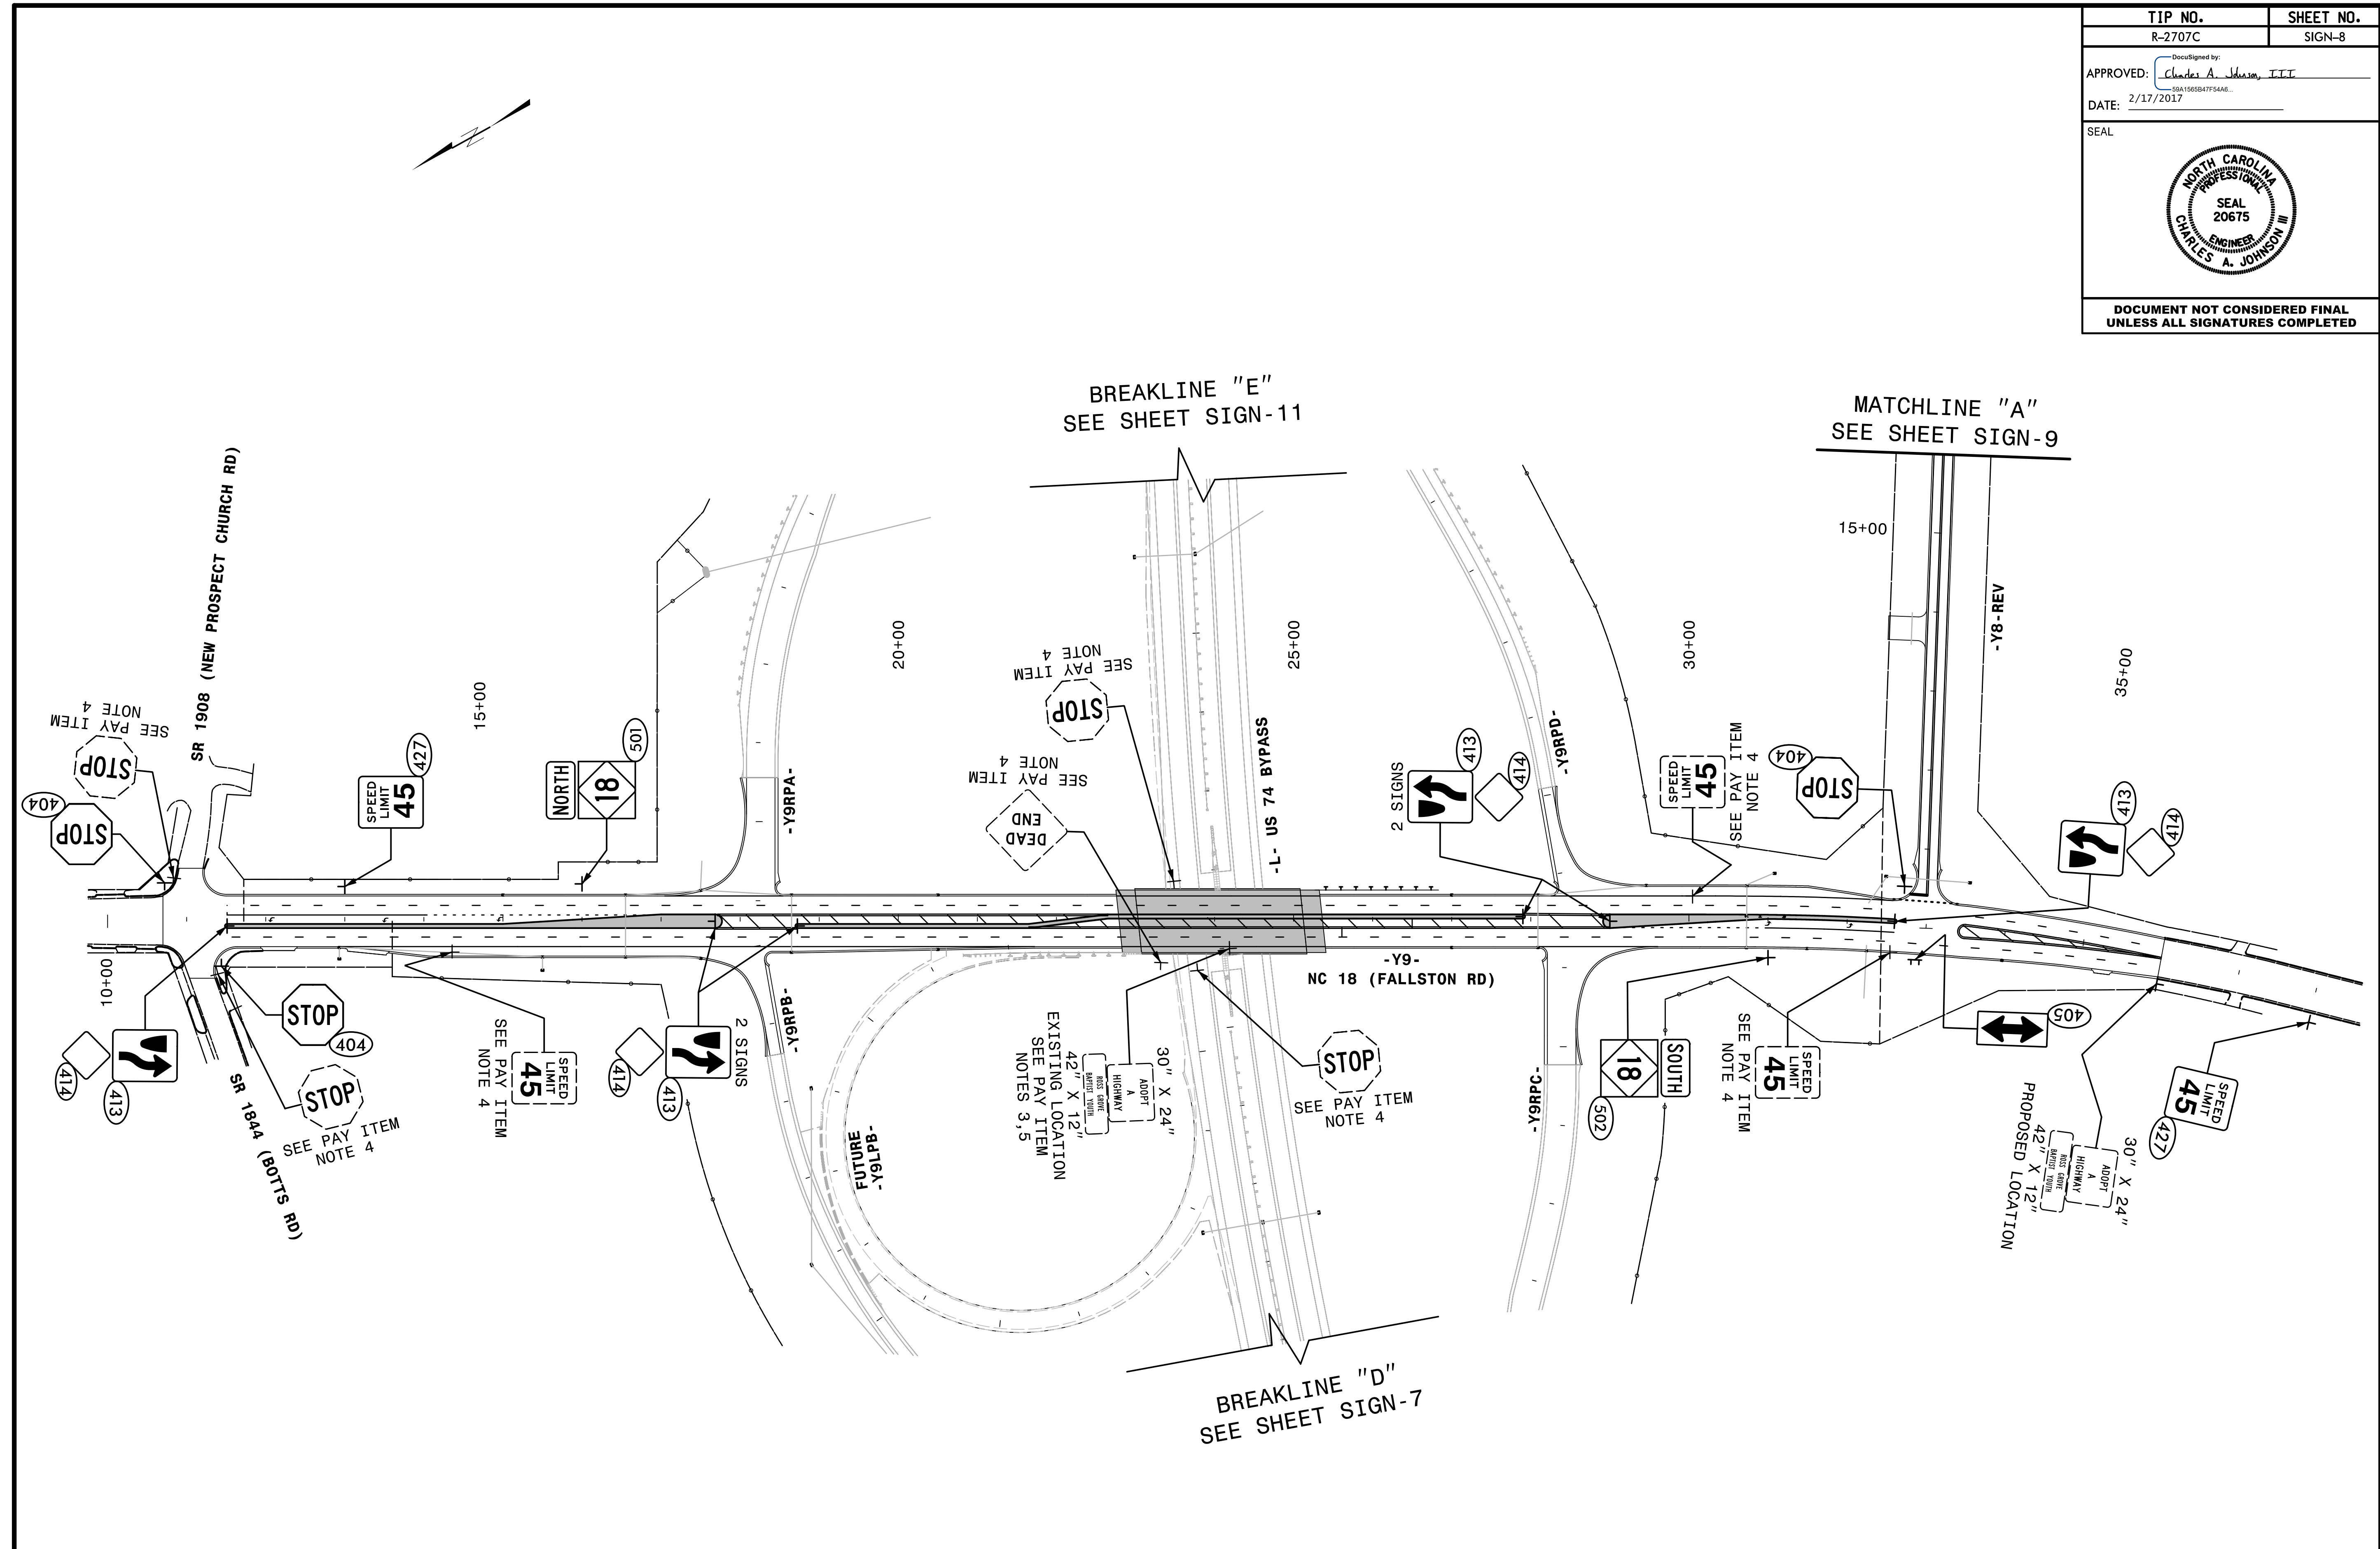 TIP NO.
SHEET NO.
R-2707C
SIGN-8
DocuSigned by:
APPROVED: Charles A. Johnson, III
59A1565B47F54A6...
DATE: 2/17/2017
SEAL
NORTH CAROLINA
PROFESSIONAL
SEAL
20675
ENGINEER
CHARLES A. JOHNSON III
DOCUMENT NOT CONSIDERED FINAL
UNLESS ALL SIGNATURES COMPLETED
N
BREAKLINE "E"
SEE SHEET SIGN-11
MATCHLINE "A"
SEE SHEET SIGN-9
SR 1908 (NEW PROSPECT CHURCH RD)
SEE PAY ITEM
NOTE 4
STOP
404
STOP
15+00
427
SPEED
LIMIT
45
NORTH
18
501
-Y9RPA-
20+00
SEE PAY ITEM
NOTE 4
STOP
SEE PAY ITEM
NOTE 4
DEAD
END
25+00
-L- US 74 BYPASS
2 SIGNS
413
414
-Y9RPD-
30+00
SPEED
LIMIT
45
SEE PAY ITEM
NOTE 4
404
STOP
15+00
-Y8-REV
35+00
413
414
-Y9-
NC 18 (FALLSTON RD)
10+00
414
413
STOP
404
STOP
SEE PAY ITEM
NOTE 4
SR 1844 (BOTTS RD)
SPEED
LIMIT
45
SEE PAY ITEM
NOTE 4
2 SIGNS
414
413
-Y9RPB-
FUTURE
-Y9LPB-
30" X 24"
ADOPT
A
HIGHWAY
ROSS GROVE
BAPTIST YOUTH
42" X 12"
EXISTING LOCATION
SEE PAY ITEM
NOTES 3,5
STOP
SEE PAY ITEM
NOTE 4
-Y9RPC-
SOUTH
18
502
SPEED
LIMIT
45
SEE PAY ITEM
NOTE 4
405
30" X 24"
ADOPT
A
HIGHWAY
ROSS GROVE
BAPTIST YOUTH
42" X 12"
PROPOSED LOCATION
SPEED
LIMIT
45
427
BREAKLINE "D"
SEE SHEET SIGN-7